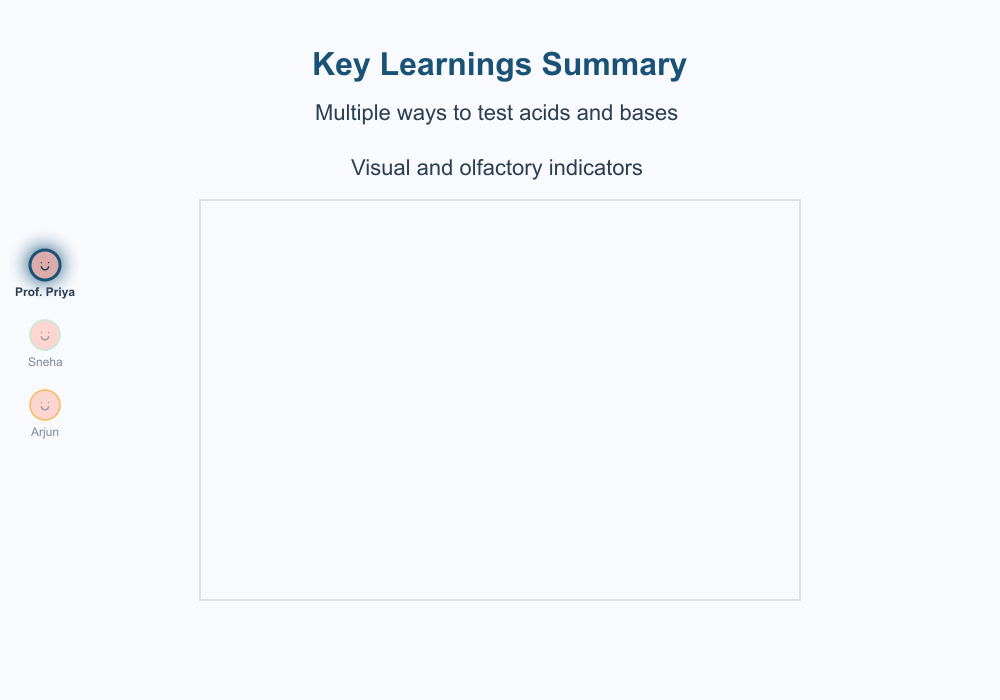 Key Learnings Summary
Multiple ways to test acids and bases
Visual and olfactory indicators
Prof. Priya
Sneha
Arjun